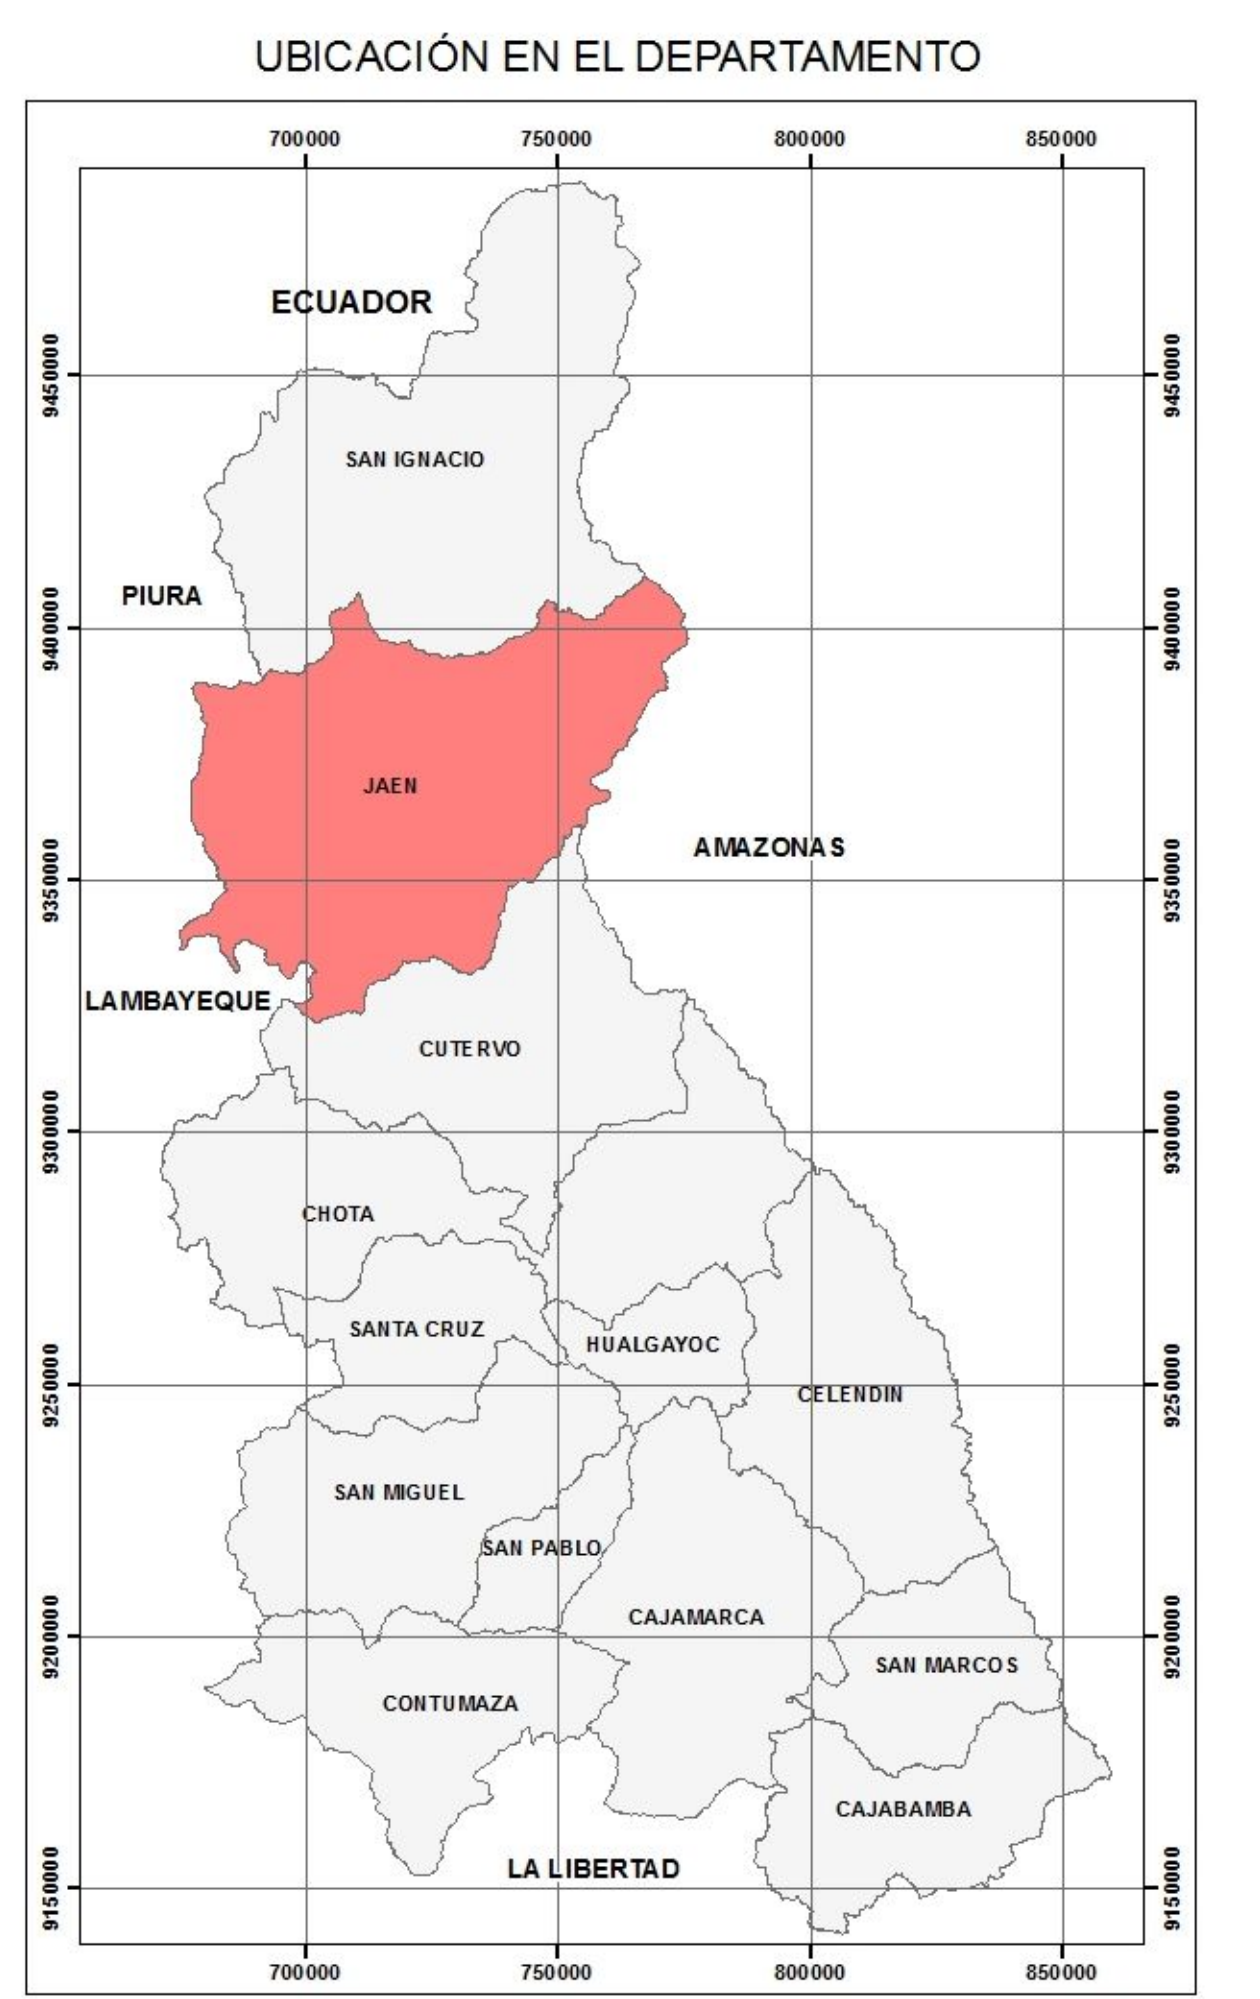 UBICACIÓN EN EL DEPARTAMENTO
700000 750000 800000 850000
ECUADOR
9450000 9450000
SAN IGNACIO
PIURA
9400000 9400000
JAEN
AMAZONAS
9350000 9350000
LAMBAYEQUE
CUTERVO
9300000 9300000
CHOTA
SANTA CRUZ
HUALGAYOC
9250000 9250000
CELENDIN
SAN MIGUEL
SAN PABLO
CAJAMARCA
9200000 9200000
SAN MARCOS
CONTUMAZA
CAJABAMBA
LA LIBERTAD
9150000 9150000
700000 750000 800000 850000